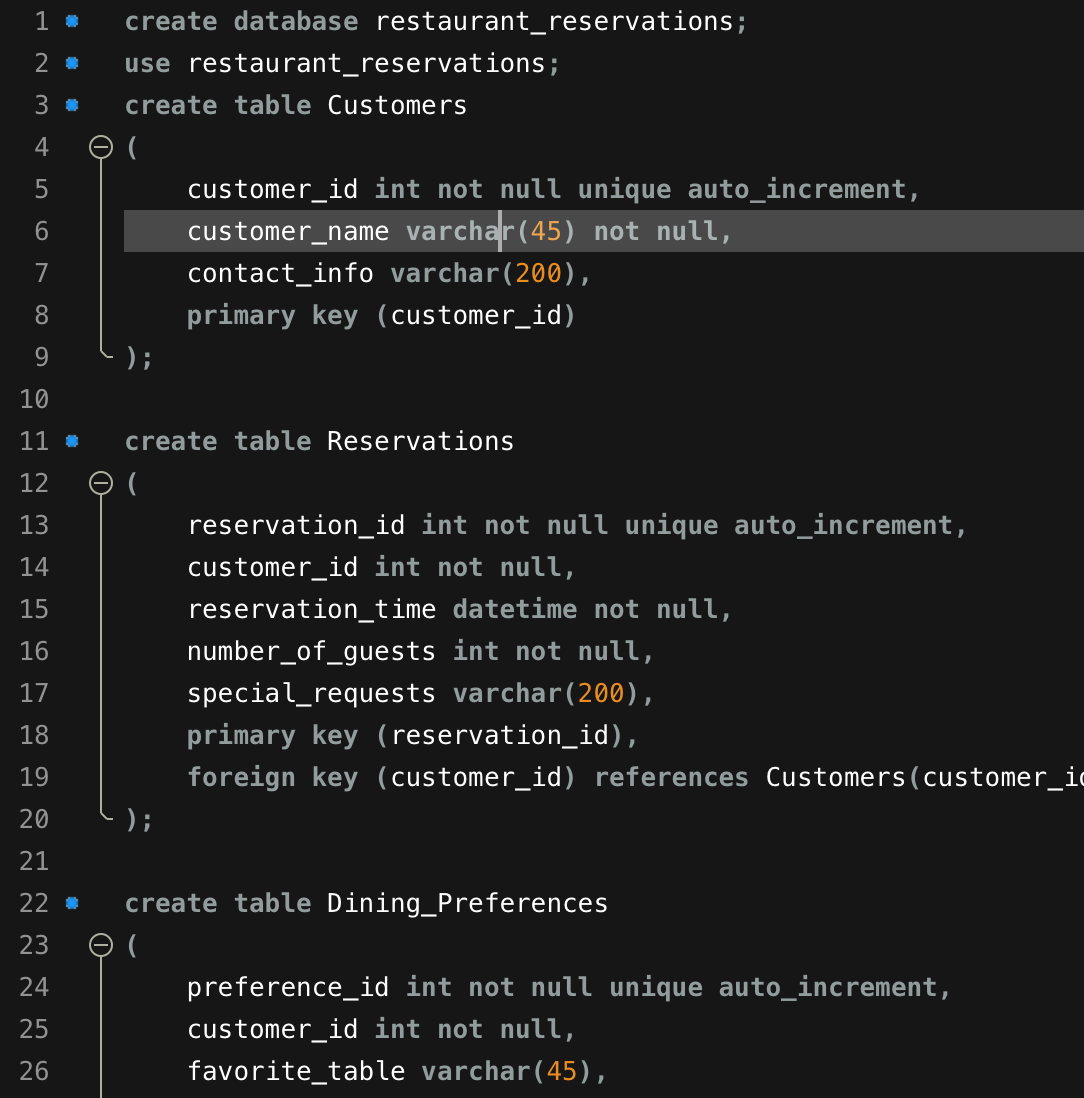 1 create database restaurant_reservations;
2 use restaurant_reservations;
3 create table Customers
4 (
5 customer_id int not null unique auto_increment,
6 customer_name varchar(45) not null,
7 contact_info varchar(200),
8 primary key (customer_id)
9 );
10
11 create table Reservations
12 (
13 reservation_id int not null unique auto_increment,
14 customer_id int not null,
15 reservation_time datetime not null,
16 number_of_guests int not null,
17 special_requests varchar(200),
18 primary key (reservation_id),
19 foreign key (customer_id) references Customers(customer_id
20 );
21
22 create table Dining_Preferences
23 (
24 preference_id int not null unique auto_increment,
25 customer_id int not null,
26 favorite_table varchar(45),